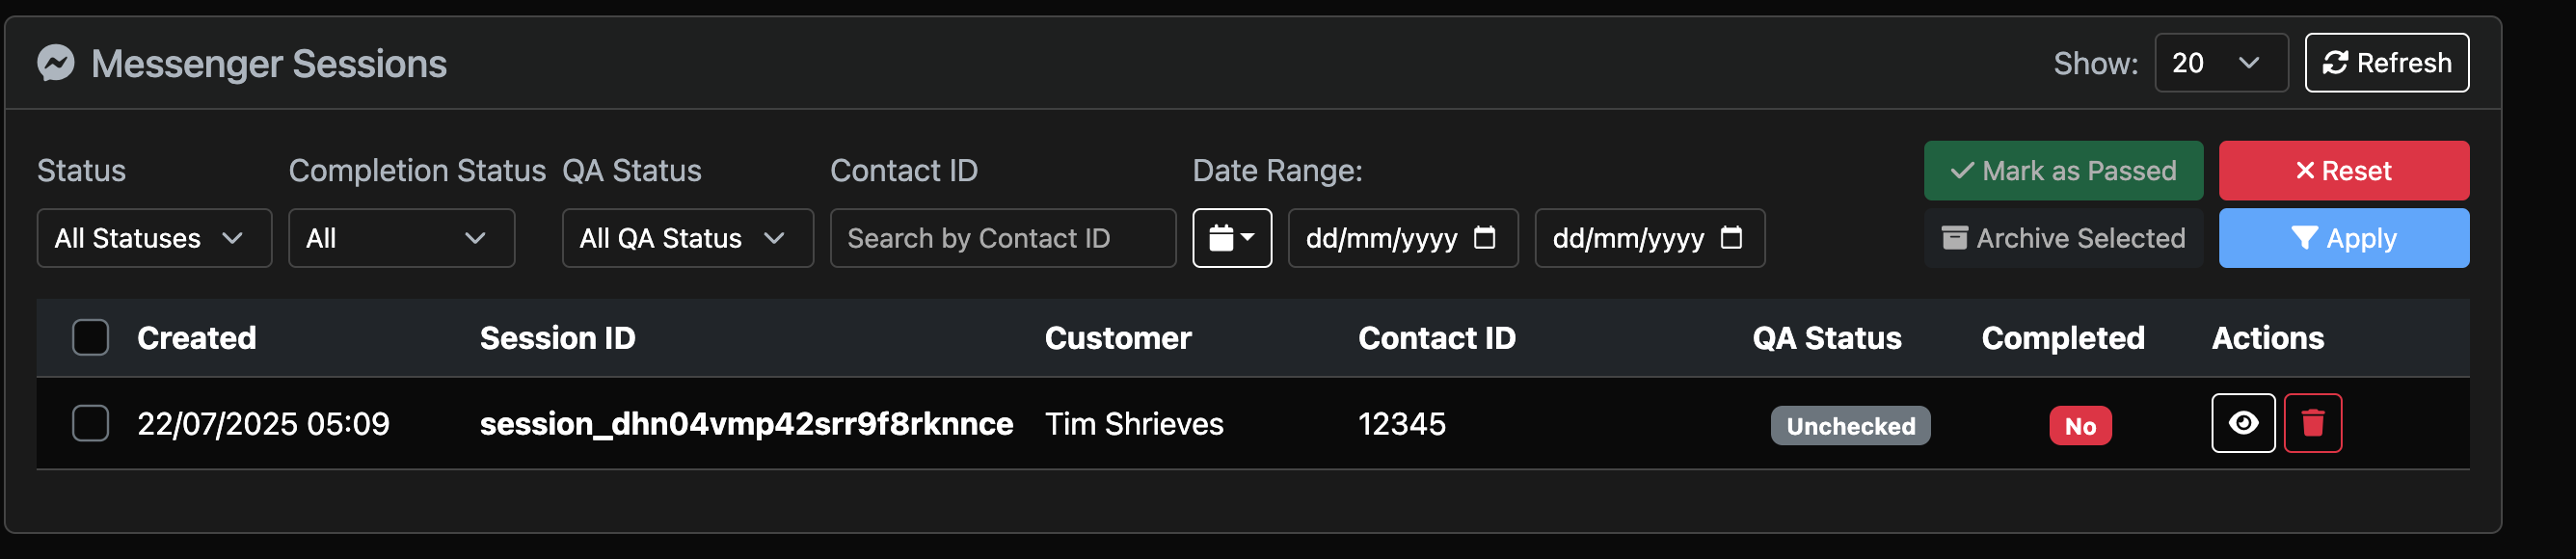 Messenger Sessions
Show: 20 Refresh
Status Completion Status QA Status Contact ID Date Range: Mark as Passed Reset
All Statuses All All QA Status Search by Contact ID dd/mm/yyyy dd/mm/yyyy Archive Selected Apply
Created Session ID Customer Contact ID QA Status Completed Actions
22/07/2025 05:09 session_dhn04vmp42srr9f8rknnce Tim Shrieves 12345 Unchecked No